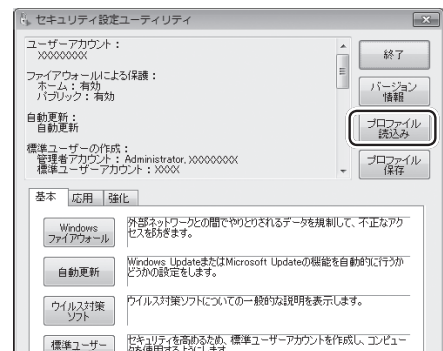 セキュリティ設定ユーティリティ
ユーザーアカウント：
XXXXXXXX
ファイアウォールによる保護：
ホーム：有効
パブリック：有効
自動更新：
自動更新
標準ユーザーの作成：
管理者アカウント：Administrator, XXXXXXXX
標準ユーザーアカウント：XXXX
終了
バージョン
情報
プロファイル
読込み
プロファイル
保存
基本
応用
強化
Windows
ファイアウォール
外部ネットワークとの間でやりとりされるデータを規制して、不正なアク
セスを防ぎます。
自動更新
Windows UpdateまたはMicrosoft Updateの機能を自動的に行うか
どうかの設定をします。
ウイルス対策
ソフト
ウイルス対策ソフトについての一般的な説明を表示します。
標準ユーザー
セキュリティを高めるため、標準ユーザーアカウントを作成し、コンピュー
タを使用するようにします。